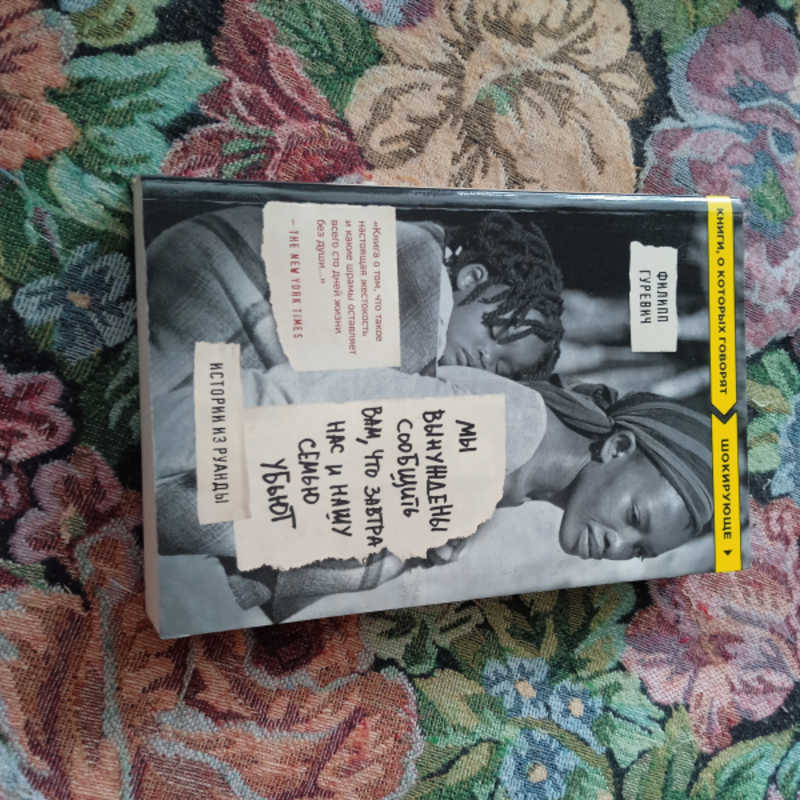 КНИГИ, О КОТОРЫХ ГОВОРЯТ
ШОКИРУЮЩЕ
ФИЛИПП
ГУРЕВИЧ
«Книга о том, что такое
настоящая жестокость
и какие шрамы оставляет
всего сто дней жизни
без души...»
– THE NEW YORK TIMES
МЫ
ВЫНУЖДЕНЫ
СООБЩИТЬ
ВАМ, ЧТО ЗАВТРА
НАС И НАШУ
СЕМЬЮ
УБЬЮТ
ИСТОРИИ ИЗ РУАНДЫ